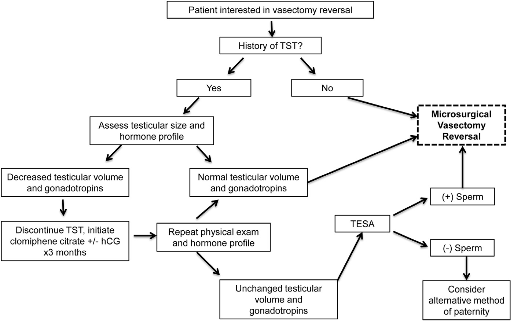 Patient interested in vasectomy reversal
History of TST?
Yes
No
Assess testicular size and
hormone profile
Microsurgical
Vasectomy
Reversal
Decreased testicular volume
and gonadotropins
Normal testicular volume
and gonadotropins
Discontinue TST, initiate
clomiphene citrate +/- hCG
x3 months
Repeat physical exam
and hormone profile
TESA
(+) Sperm
(-) Sperm
Unchanged testicular
volume and
gonadotropins
Consider
alternative method
of paternity